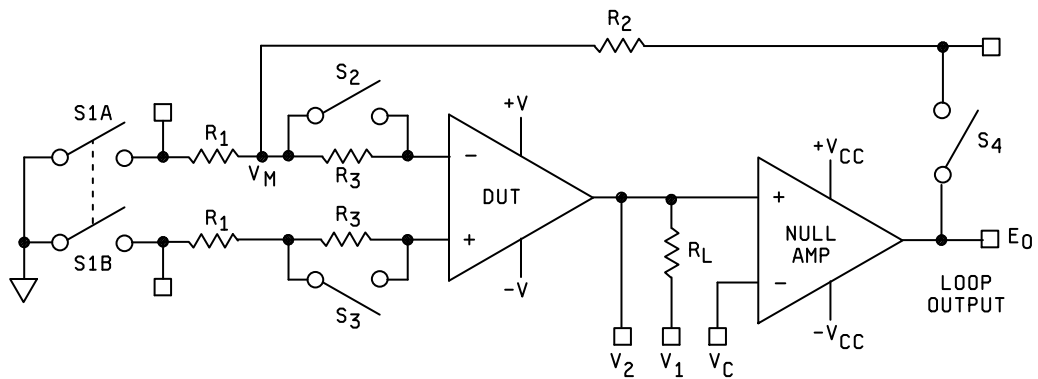 R2
S2
S1A
+V
R1
S4
+VCC
VM
R3
−
DUT
+
R1
R3
NULL
AMP
EO
+
RL
−
S1B
−V
LOOP
OUTPUT
S3
−VCC
V2
V1
VC